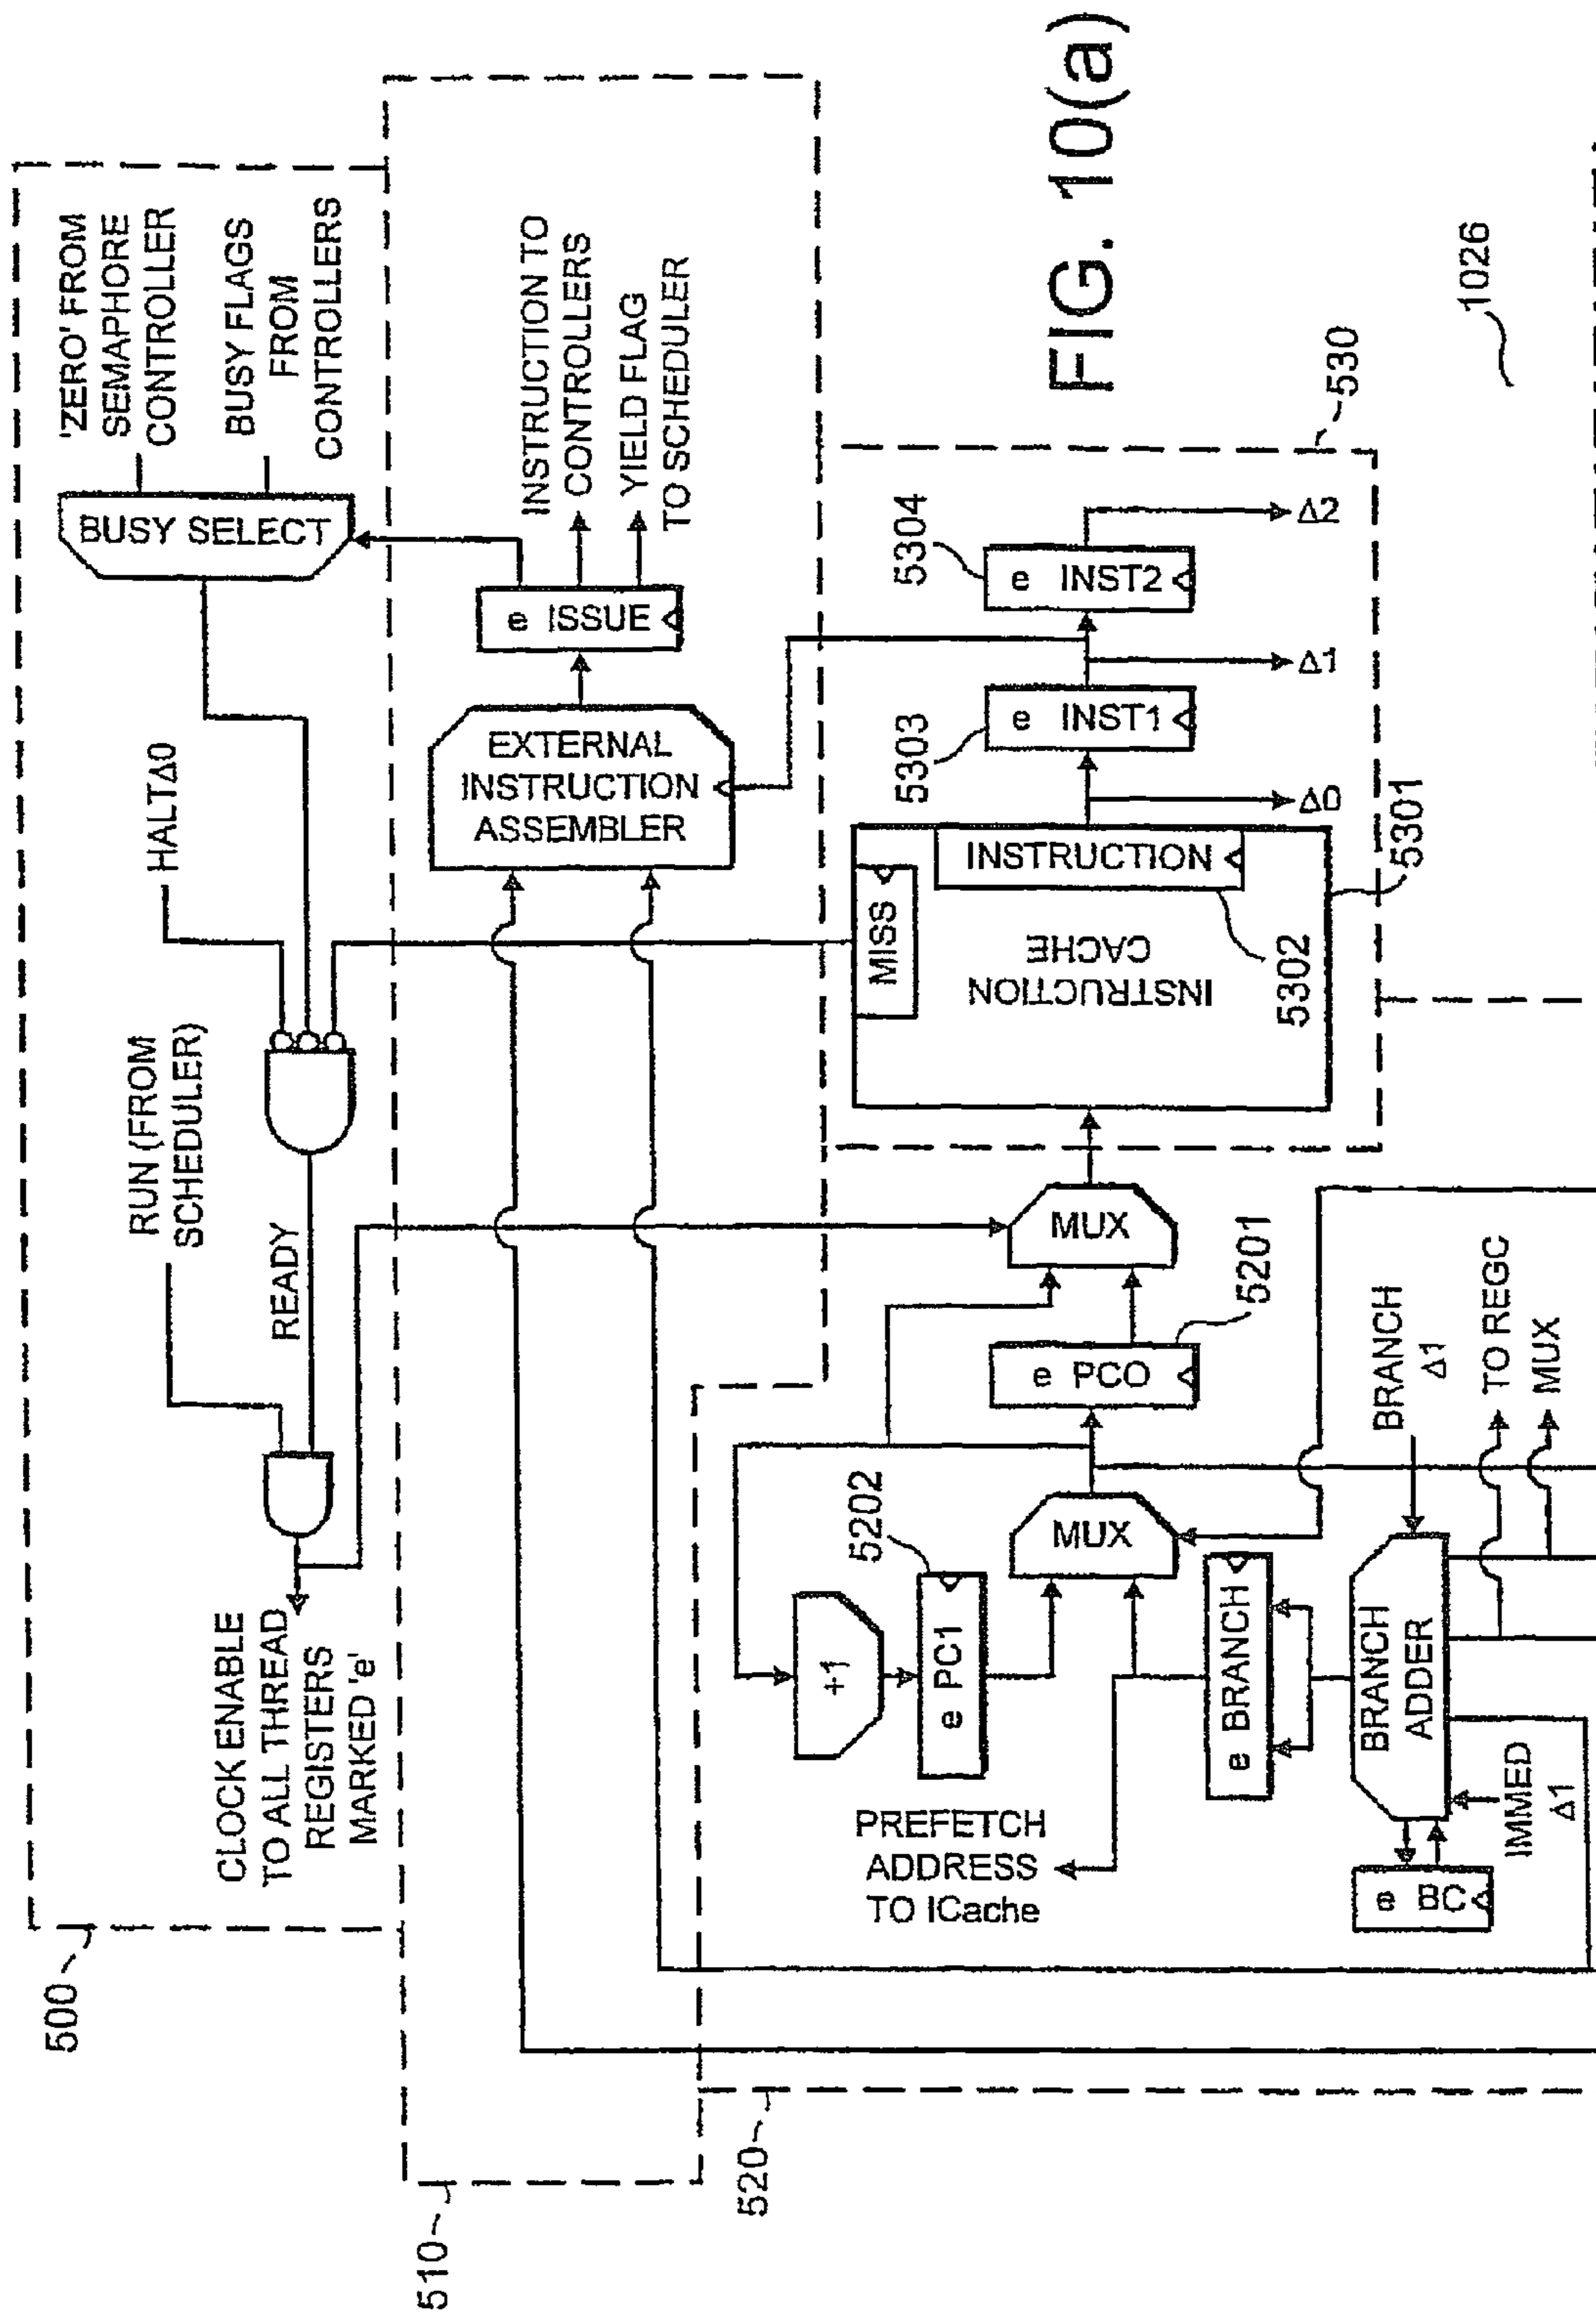 FIG. 10(a)
'ZERO' FROM
SEMAPHORE
CONTROLLER
BUSY FLAGS
FROM
CONTROLLERS
BUSY SELECT
HALTΔ0
RUN (FROM
SCHEDULER)
READY
CLOCK ENABLE
TO ALL THREAD
REGISTERS
MARKED 'e'
500
INSTRUCTION TO
CONTROLLERS
YIELD FLAG
TO SCHEDULER
e ISSUE
EXTERNAL
INSTRUCTION
ASSEMBLER
510
530
5304
e INST2
Δ2
Δ1
5303
e INST1
Δ0
MISS
INSTRUCTION
INSTRUCTION
CACHE
5302
5301
1026
MUX
5201
e PCO
MUX
5202
+1
e PC1
e BRANCH
BRANCH
Δ1
TO REGC
MUX
BRANCH
ADDER
PREFETCH
ADDRESS
TO ICache
IMMED
Δ1
e BC
520